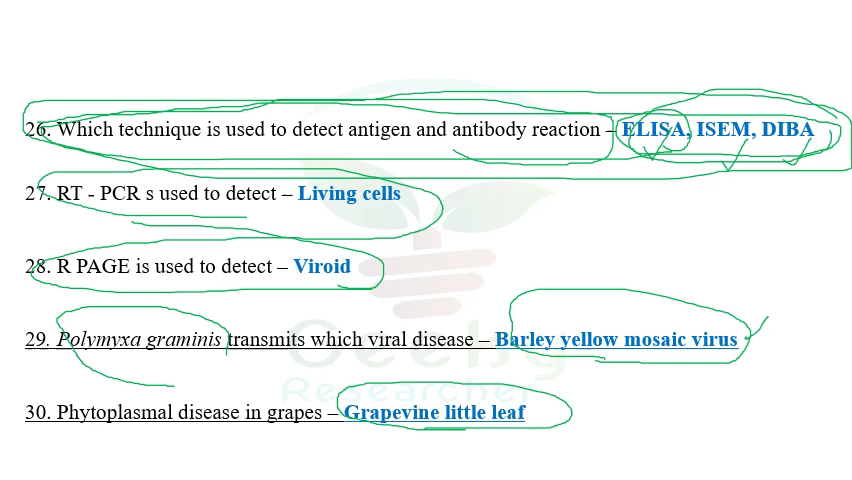 26. Which technique is used to detect antigen and antibody reaction – ELISA, ISEM, DIBA
27. RT - PCR s used to detect – Living cells
28. R PAGE is used to detect – Viroid
29. Polymyxa graminis transmits which viral disease – Barley yellow mosaic virus
Researcher
30. Phytoplasmal disease in grapes – Grapevine little leaf